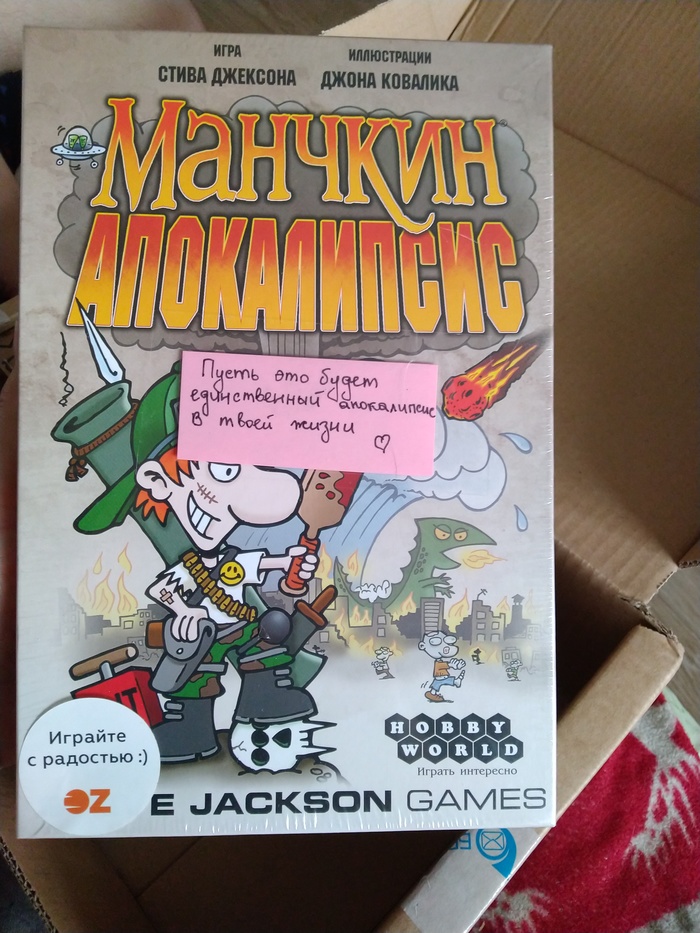 ИГРА
СТИВА ДЖЕКСОНА
ИЛЛЮСТРАЦИИ
ДЖОНА КОВАЛИКА
МАНЧКИН
АПОКАЛИПСИС
Пусть это будет
единственный апокалипсис
в твоей жизни
HOBBY
WORLD
Играть интересно
Играйте
с радостью :)
OZ
E JACKSON GAMES